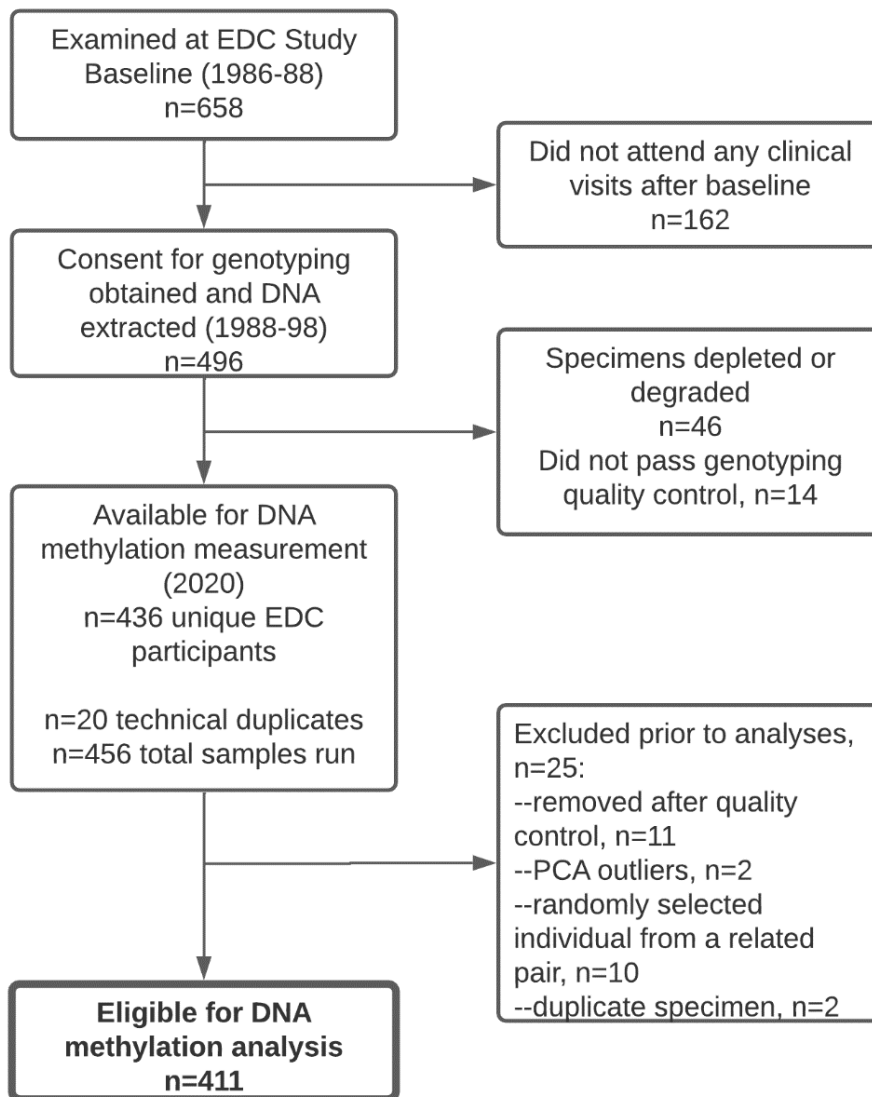 Examined at EDC Study
Baseline (1986-88)
n=658
Did not attend any clinical
visits after baseline
n=162
Consent for genotyping
obtained and DNA
extracted (1988-98)
n=496
Specimens depleted or
degraded
n=46
Did not pass genotyping
quality control, n=14
Available for DNA
methylation measurement
(2020)
n=436 unique EDC
participants
n=20 technical duplicates
n=456 total samples run
Excluded prior to analyses,
n=25:
--removed after quality
control, n=11
--PCA outliers, n=2
--randomly selected
individual from a related
pair, n=10
--duplicate specimen, n=2
Eligible for DNA
methylation analysis
n=411